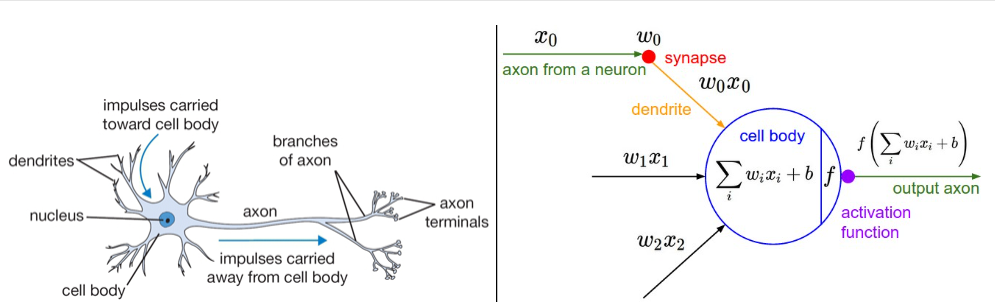 impulses carried
toward cell body
dendrites
nucleus
cell body
axon
impulses carried
away from cell body
branches
of axon
axon
terminals
x₀
w₀
synapse
axon from a neuron
w₀x₀
dendrite
cell body
w₁x₁
∑ᵢ wᵢxᵢ + b
f
f(∑ᵢ wᵢxᵢ + b)
output axon
activation
function
w₂x₂